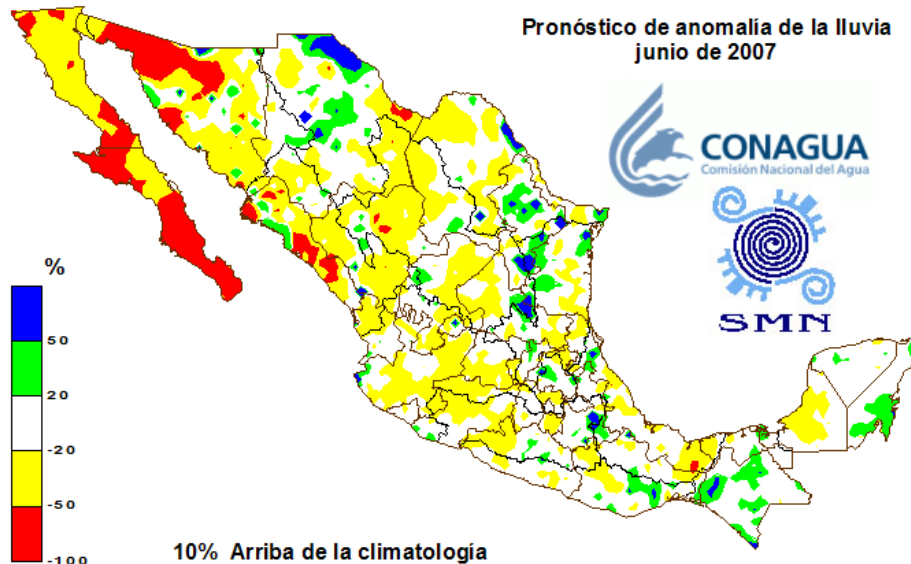 Pronóstico de anomalía de la lluvia
junio de 2007
CONAGUA
Comisión Nacional del Agua
SMN
%
50
20
-20
-50
-100
10% Arriba de la climatología